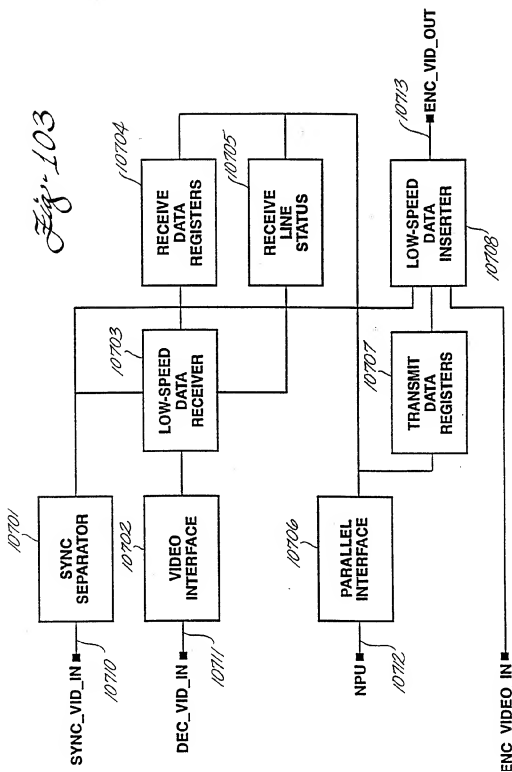 Fig. 103
10701
SYNC
SEPARATOR
SYNC_VID_IN
10710
10702
VIDEO
INTERFACE
DEC_VID_IN
10711
10703
LOW-SPEED
DATA
RECEIVER
10704
RECEIVE
DATA
REGISTERS
10705
RECEIVE
LINE
STATUS
10706
PARALLEL
INTERFACE
NPU
10712
10707
TRANSMIT
DATA
REGISTERS
10708
LOW-SPEED
DATA
INSERTER
10713
ENC_VID_OUT
ENC_VIDEO IN